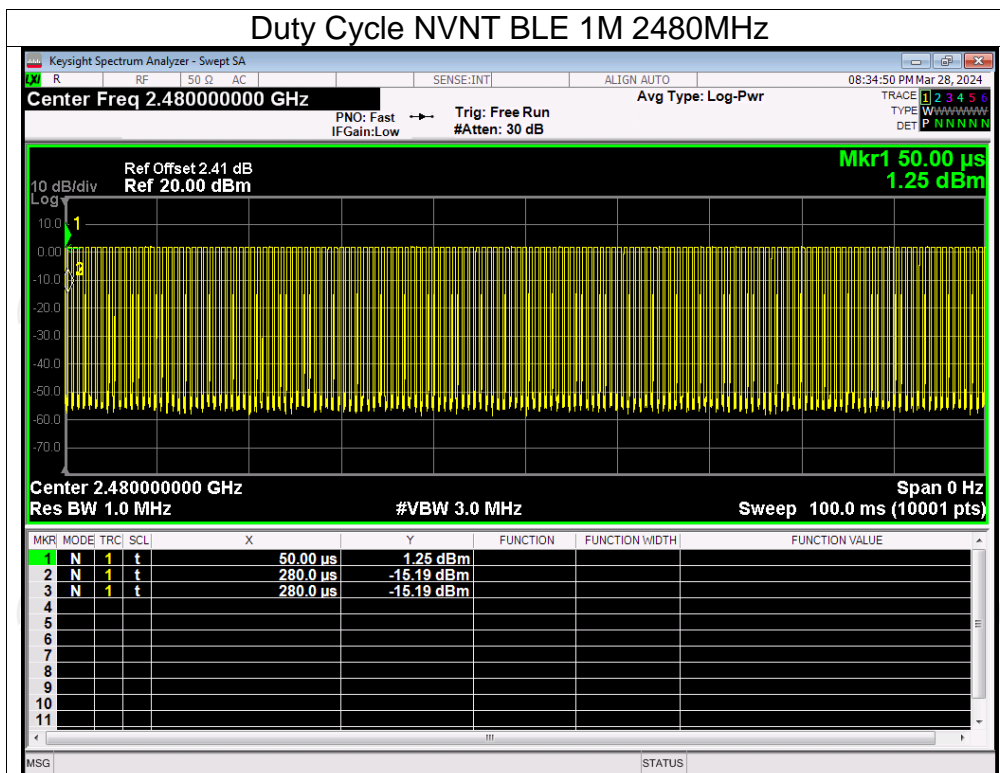 Duty Cycle NVNT BLE 1M 2480MHz
Keysight Spectrum Analyzer - Swept SA
LXI R RF 50 Ω AC SENSE:INT ALIGN AUTO 08:34:50 PM Mar 28, 2024
Center Freq 2.480000000 GHz Avg Type: Log-Pwr TRACE 1 2 3 4 5 6
PNO: Fast Trig: Free Run TYPE WWWWWW
IFGain:Low #Atten: 30 dB DET P N N N N N
Mkr1 50.00 µs
Ref Offset 2.41 dB
10 dB/div Ref 20.00 dBm 1.25 dBm
Log
10.0
1
0.00
2
-10.0
-20.0
-30.0
-40.0
-50.0
-60.0
-70.0
Center 2.480000000 GHz Span 0 Hz
Res BW 1.0 MHz #VBW 3.0 MHz Sweep 100.0 ms (10001 pts)
MKR MODE TRC SCL X Y FUNCTION FUNCTION WIDTH FUNCTION VALUE
1 N 1 t 50.00 µs 1.25 dBm
2 N 1 t 280.0 µs -15.19 dBm
3 N 1 t 280.0 µs -15.19 dBm
4
5
6
7
8
9
10
11
MSG STATUS